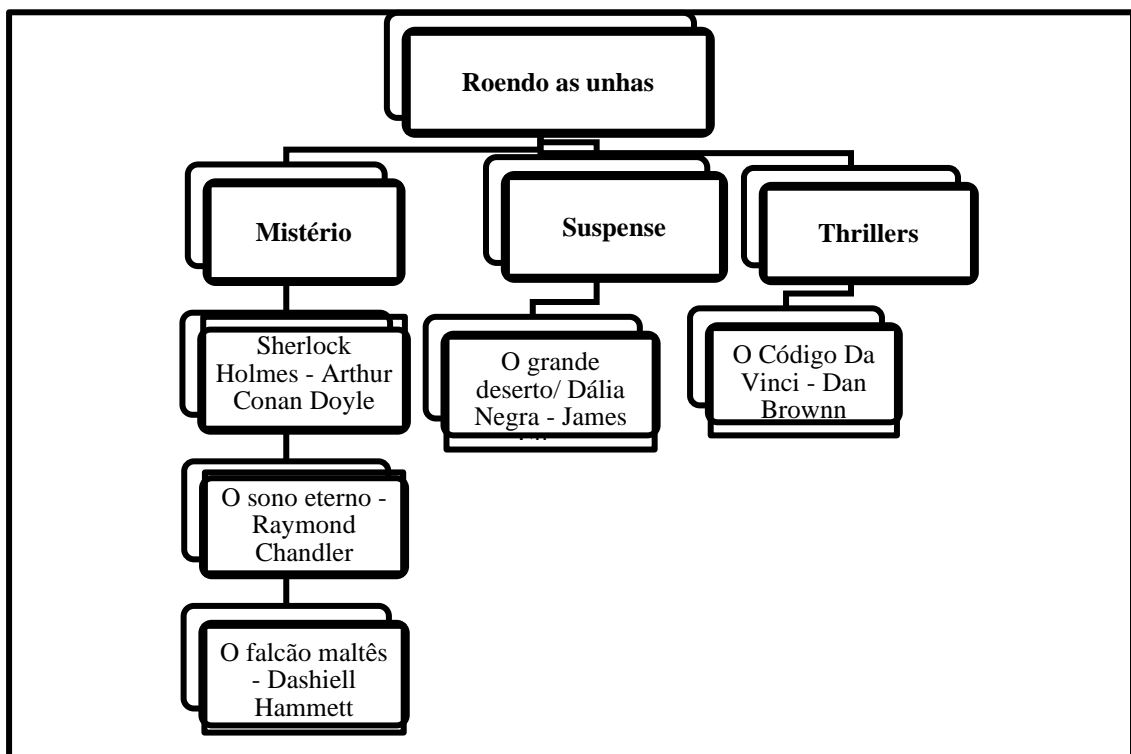 Roendo as unhas
Mistério
Suspense
Thrillers
Sherlock
Holmes - Arthur
Conan Doyle
O grande
deserto/ Dália
Negra - James
O Código Da
Vinci - Dan
Brownn
O sono eterno -
Raymond
Chandler
O falcão maltês
- Dashiell
Hammett